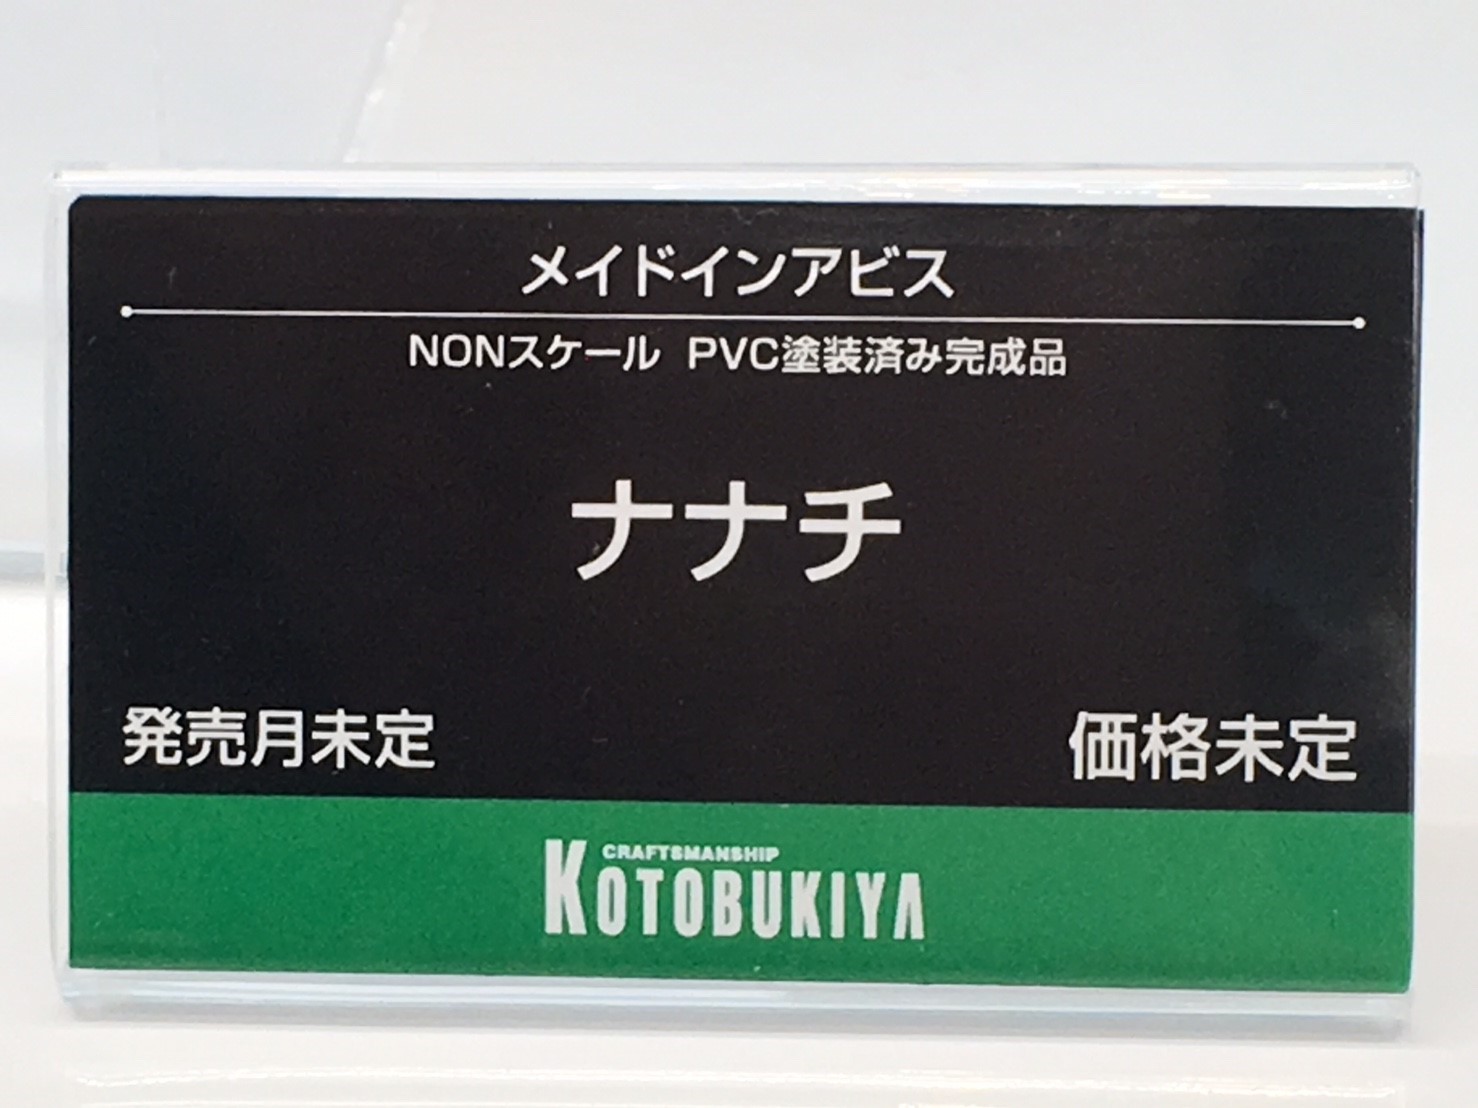 メイドインアビス
NONスケール PVC塗装済み完成品
ナナチ
発売月未定
価格未定
CRAFTSMANSHIP
KOTOBUKIYA